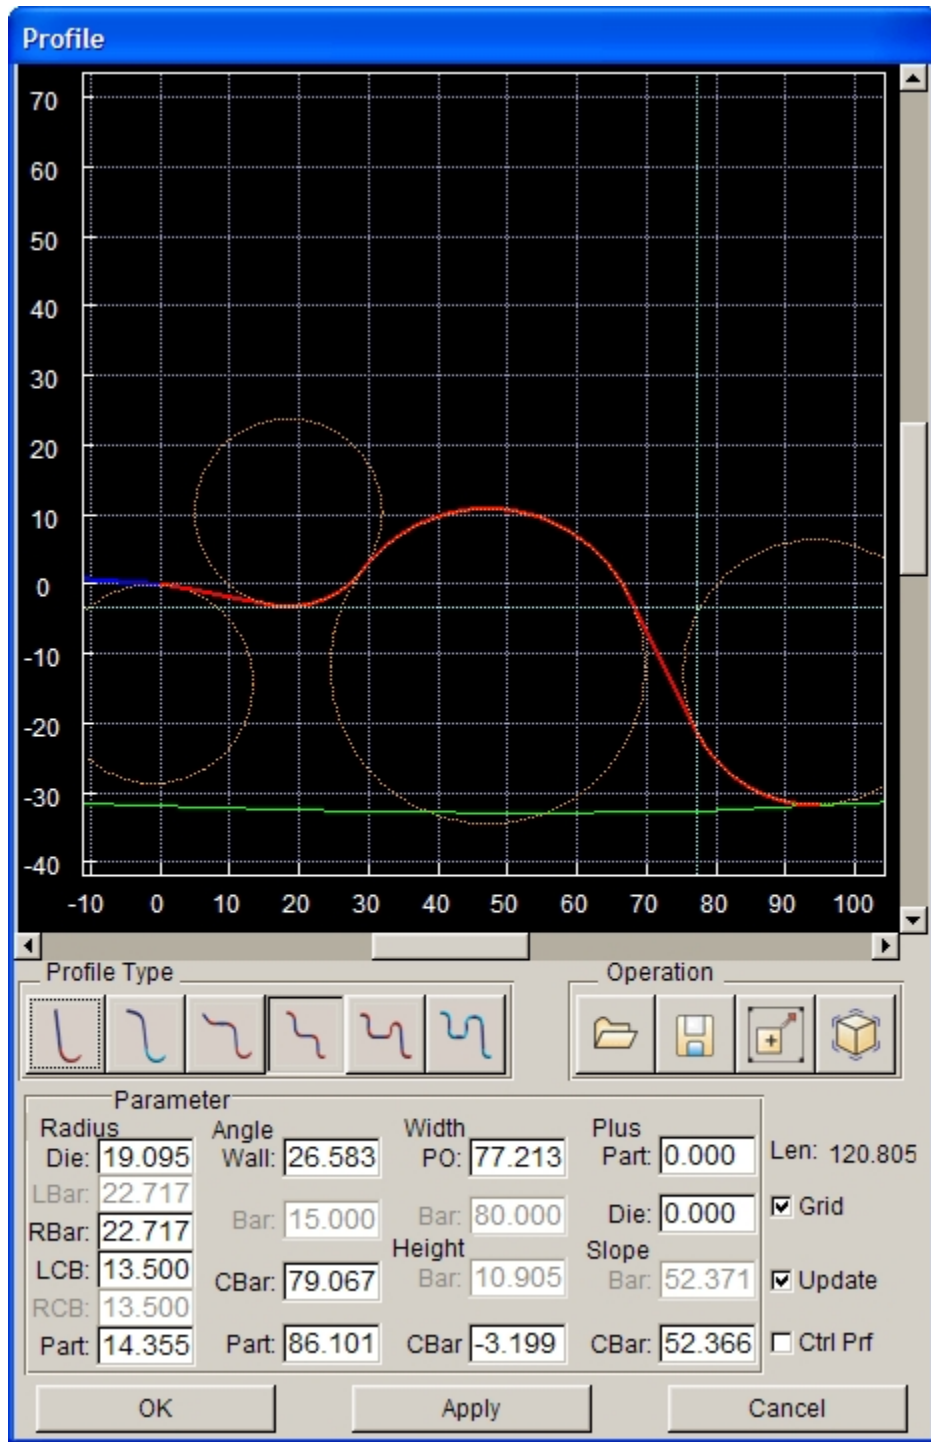 Profile
70
60
50
40
30
20
10
0
-10
-20
-30
-40
-10 0 10 20 30 40 50 60 70 80 90 100
Profile Type Operation
Parameter
Radius Angle Width Plus
Die: 19.095 Wall: 26.583 PO: 77.213 Part: 0.000 Len: 120.805
LBar: 22.717 Bar: 15.000 Bar: 80.000 Die: 0.000 Grid
RBar: 22.717 Height Slope
LCB: 13.500 CBar: 79.067 Bar: 10.905 Bar: 52.371 Update
RCB: 13.500
Part: 14.355 Part: 86.101 CBar -3.199 CBar: 52.366 Ctrl Prf
OK Apply Cancel